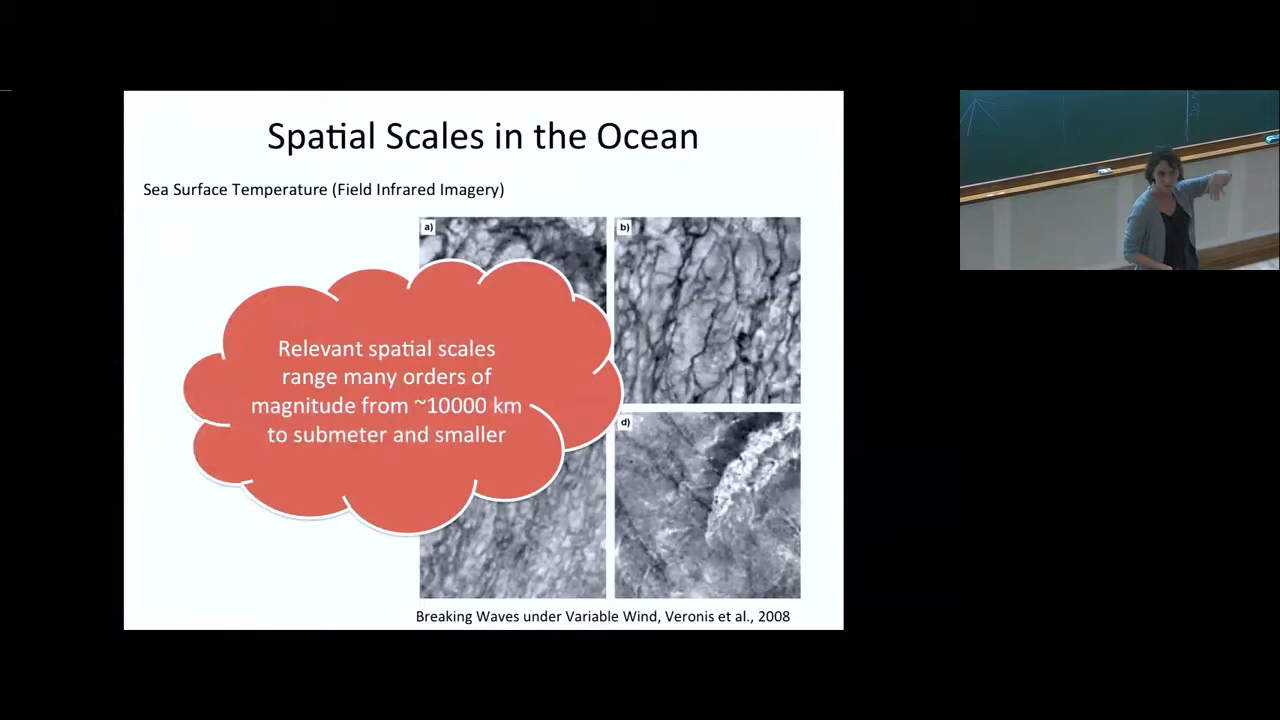 Spatial Scales in the Ocean
Sea Surface Temperature (Field Infrared Imagery)
a)
b)
Relevant spatial scales
range many orders of
magnitude from ~10000 km
to submeter and smaller
d)
Breaking Waves under Variable Wind, Veronis et al., 2008